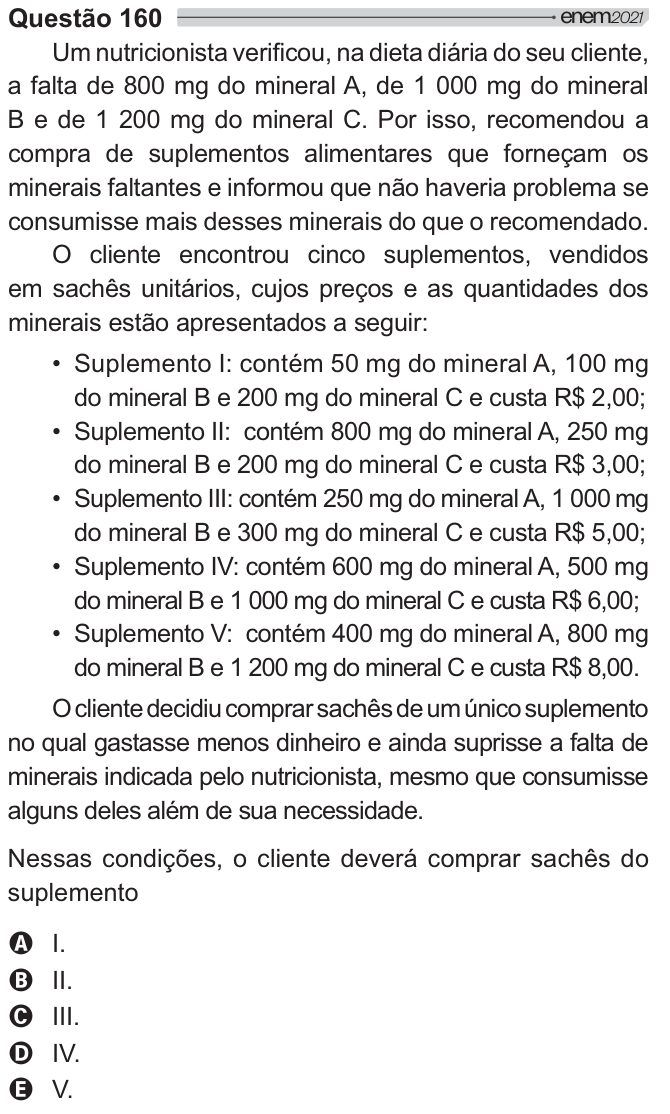 Questão 160 enem2021
Um nutricionista verificou, na dieta diária do seu cliente,
a falta de 800 mg do mineral A, de 1 000 mg do mineral
B e de 1 200 mg do mineral C. Por isso, recomendou a
compra de suplementos alimentares que forneçam os
minerais faltantes e informou que não haveria problema se
consumisse mais desses minerais do que o recomendado.
O cliente encontrou cinco suplementos, vendidos
em sachês unitários, cujos preços e as quantidades dos
minerais estão apresentados a seguir:
• Suplemento I: contém 50 mg do mineral A, 100 mg
do mineral B e 200 mg do mineral C e custa R$ 2,00;
• Suplemento II: contém 800 mg do mineral A, 250 mg
do mineral B e 200 mg do mineral C e custa R$ 3,00;
• Suplemento III: contém 250 mg do mineral A, 1 000 mg
do mineral B e 300 mg do mineral C e custa R$ 5,00;
• Suplemento IV: contém 600 mg do mineral A, 500 mg
do mineral B e 1 000 mg do mineral C e custa R$ 6,00;
• Suplemento V: contém 400 mg do mineral A, 800 mg
do mineral B e 1 200 mg do mineral C e custa R$ 8,00.
O cliente decidiu comprar sachês de um único suplemento
no qual gastasse menos dinheiro e ainda suprisse a falta de
minerais indicada pelo nutricionista, mesmo que consumisse
alguns deles além de sua necessidade.
Nessas condições, o cliente deverá comprar sachês do
suplemento
A I.
B II.
C III.
D IV.
E V.